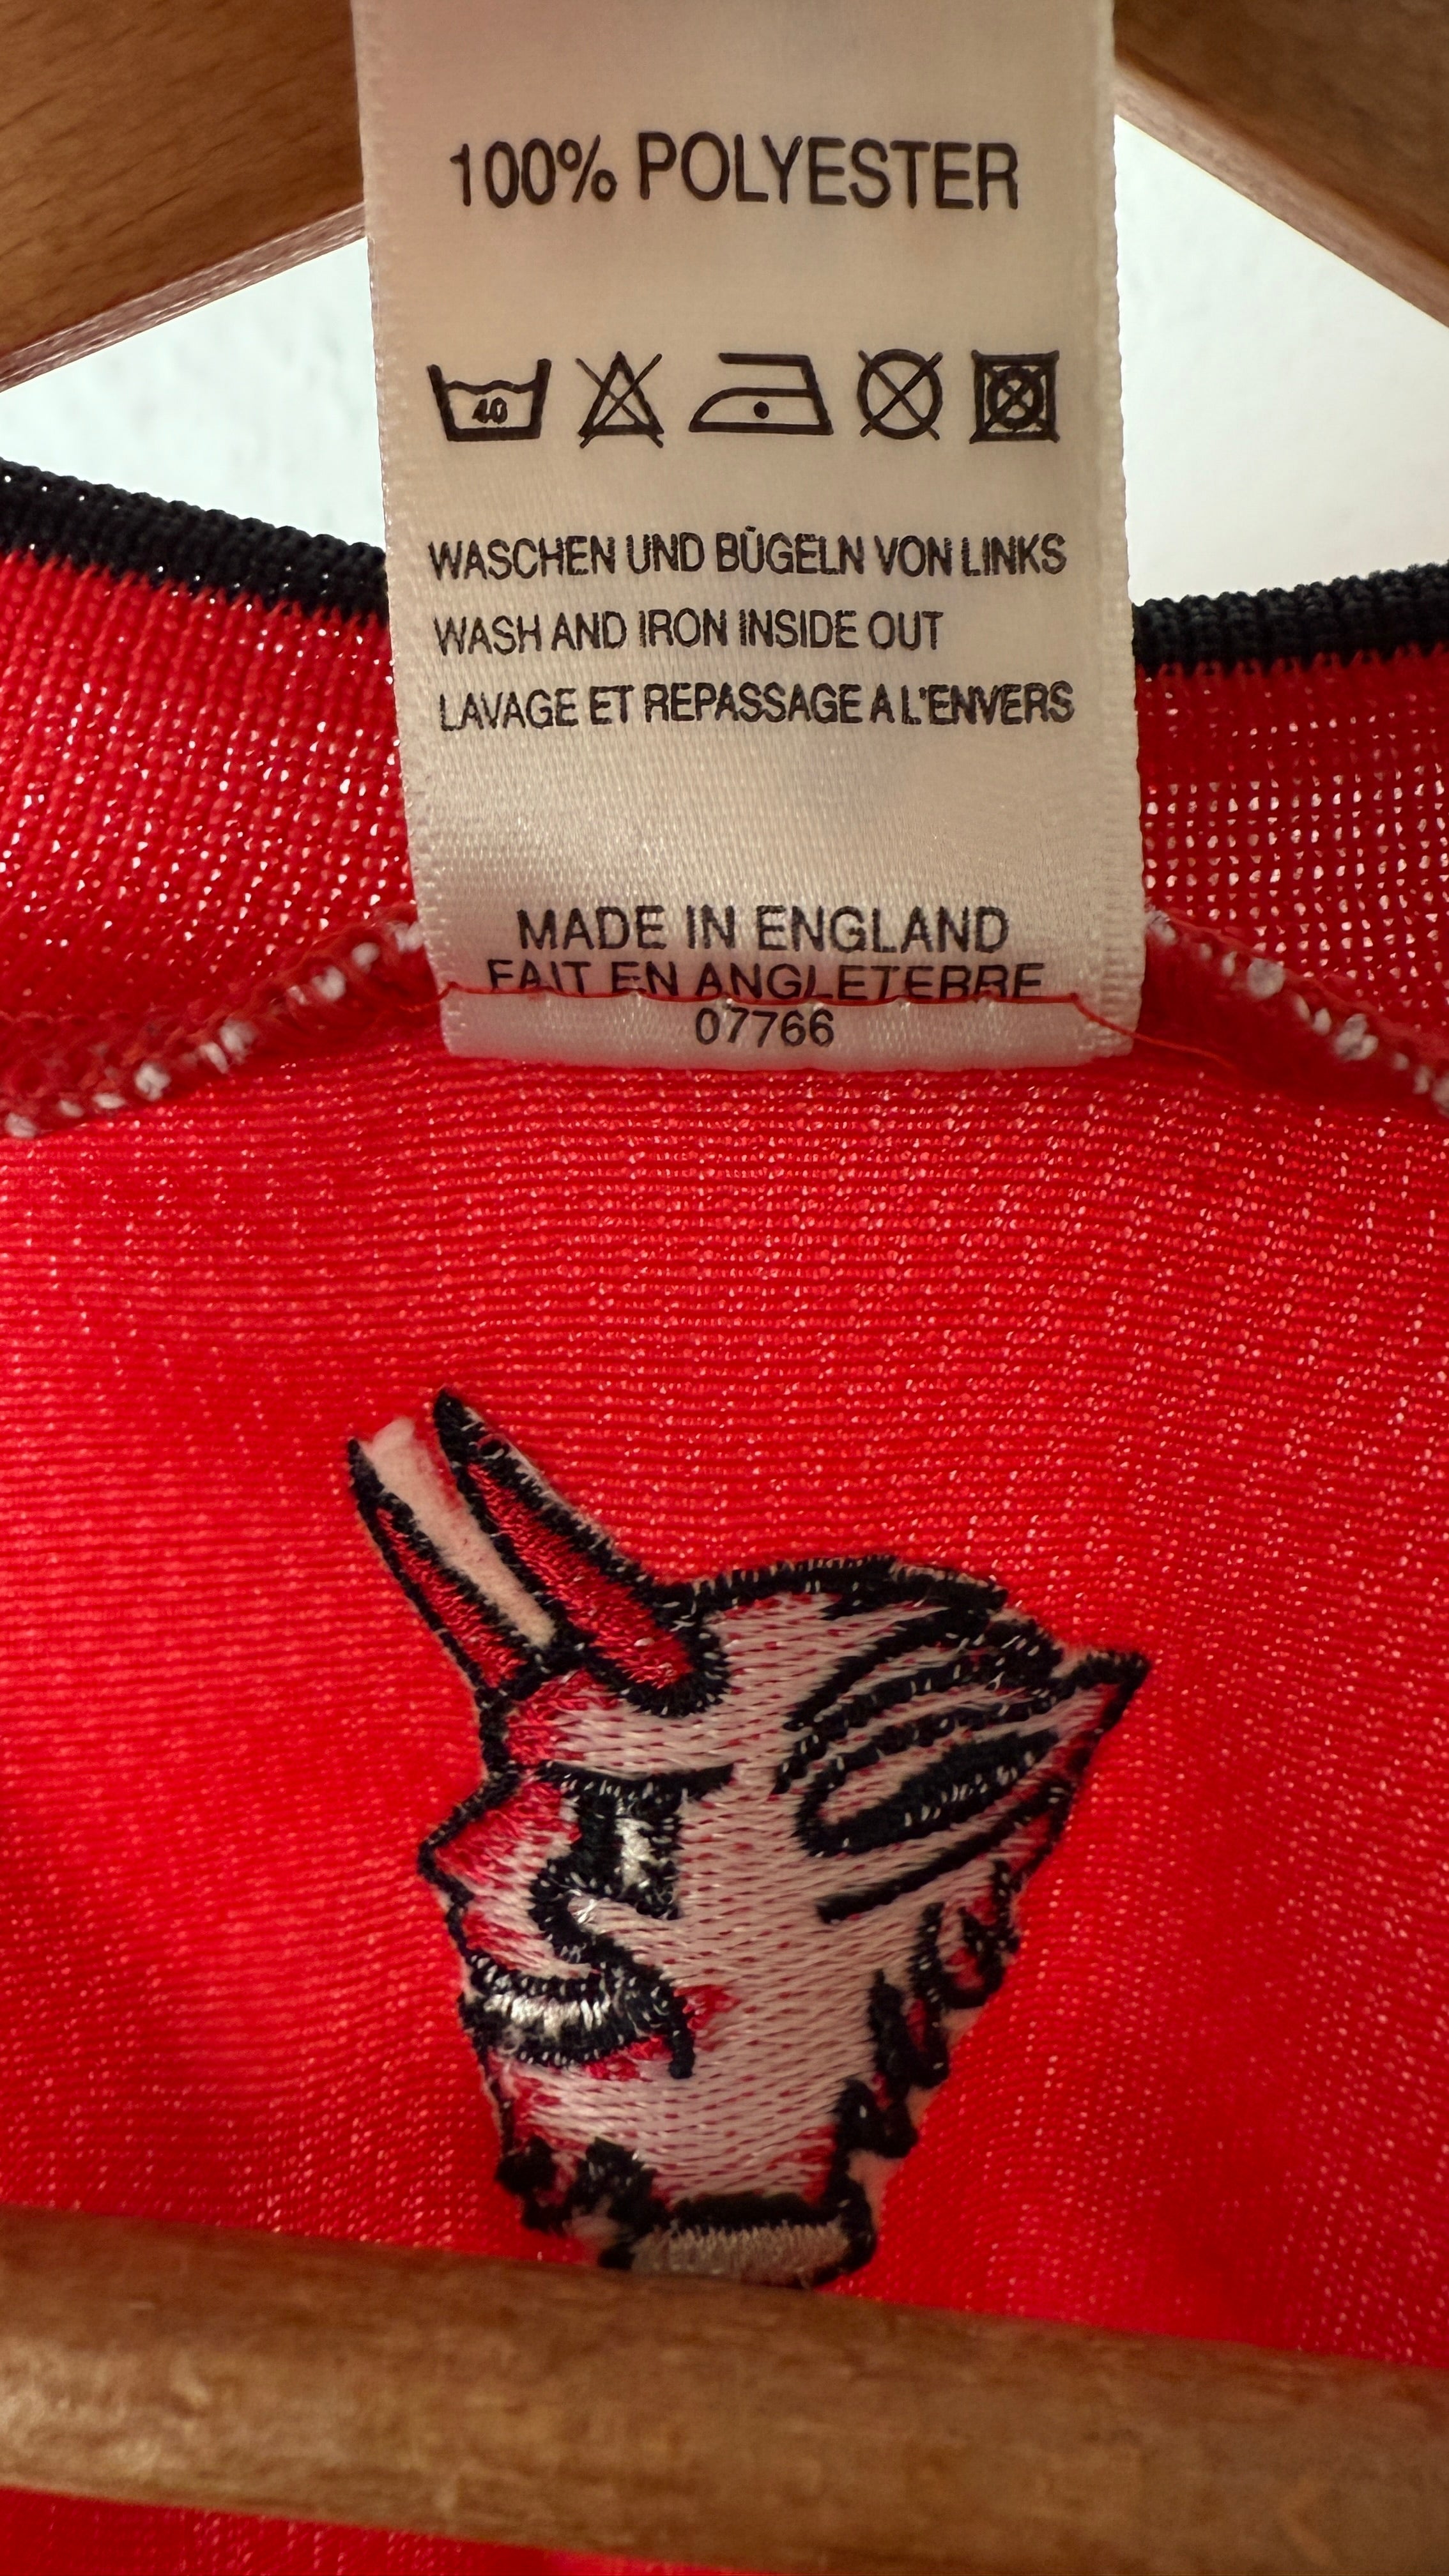 100% POLYESTER
40
WASCHEN UND BÜGELN VON LINKS
WASH AND IRON INSIDE OUT
LAVAGE ET REPASSAGE A L'ENVERS
MADE IN ENGLAND
FAIT EN ANGLETERRE
07766